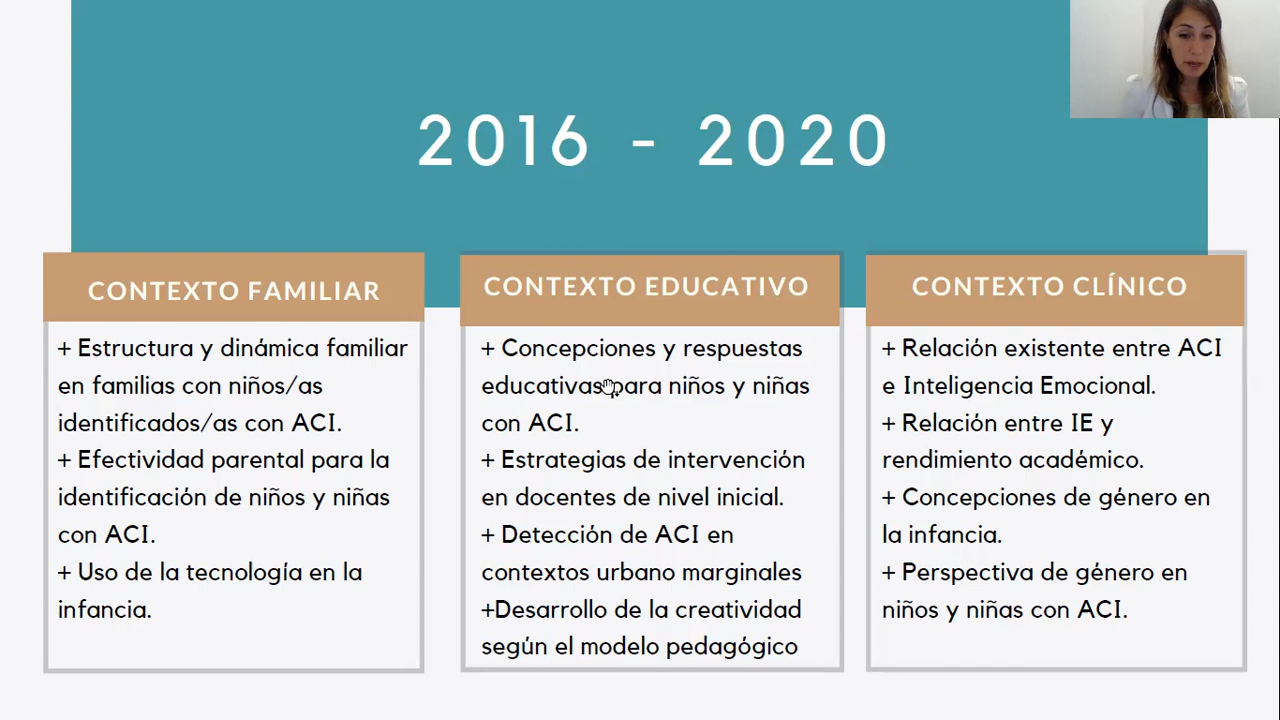 2016 - 2020
CONTEXTO FAMILIAR
+ Estructura y dinámica familiar
en familias con niños/as
identificados/as con ACI.
+ Efectividad parental para la
identificación de niños y niñas
con ACI.
+ Uso de la tecnología en la
infancia.
CONTEXTO EDUCATIVO
+ Concepciones y respuestas
educativas para niños y niñas
con ACI.
+ Estrategias de intervención
en docentes de nivel inicial.
+ Detección de ACI en
contextos urbano marginales
+Desarrollo de la creatividad
según el modelo pedagógico
CONTEXTO CLÍNICO
+ Relación existente entre ACI
e Inteligencia Emocional.
+ Relación entre IE y
rendimiento académico.
+ Concepciones de género en
la infancia.
+ Perspectiva de género en
niños y niñas con ACI.